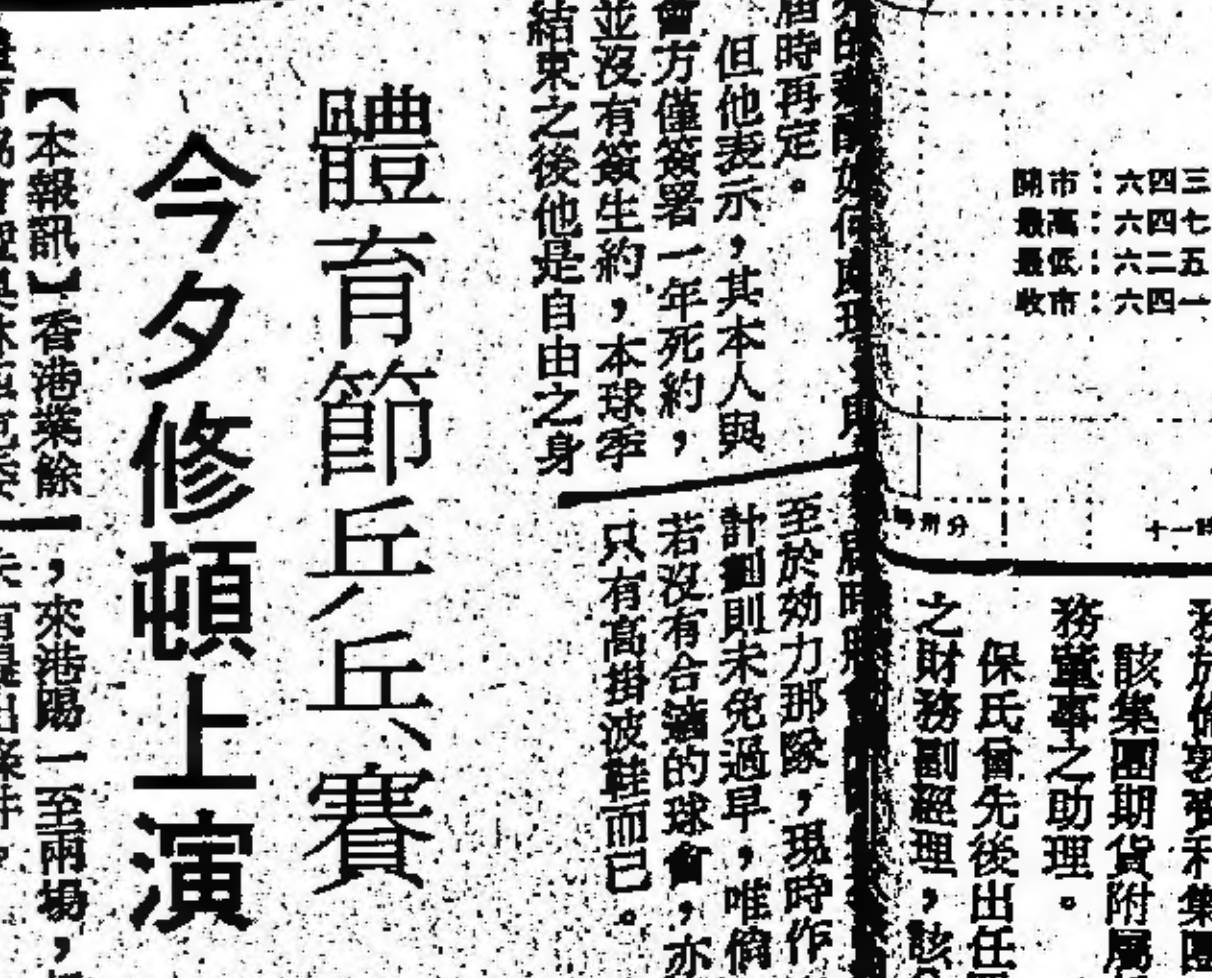 開市：六四三
最高：六四七
最低：六二五
收市：六四一
分
十一時
該集團期貨附屬
務董事之助理。
保氏曾先後出任
之財務副經理，該
屆時再定。
但他表示，其本人與
會方僅簽署一年死約，
並沒有簽生約，本球季
結束之後他是自由之身
至於効力那隊，現時作
計劃則未免過早，唯倘
若沒有合適的球會，亦
只有高掛波鞋而已。
體育節乒乓賽
今夕修頓上演
【本報訊】香港業餘
，來港踢一至兩場，